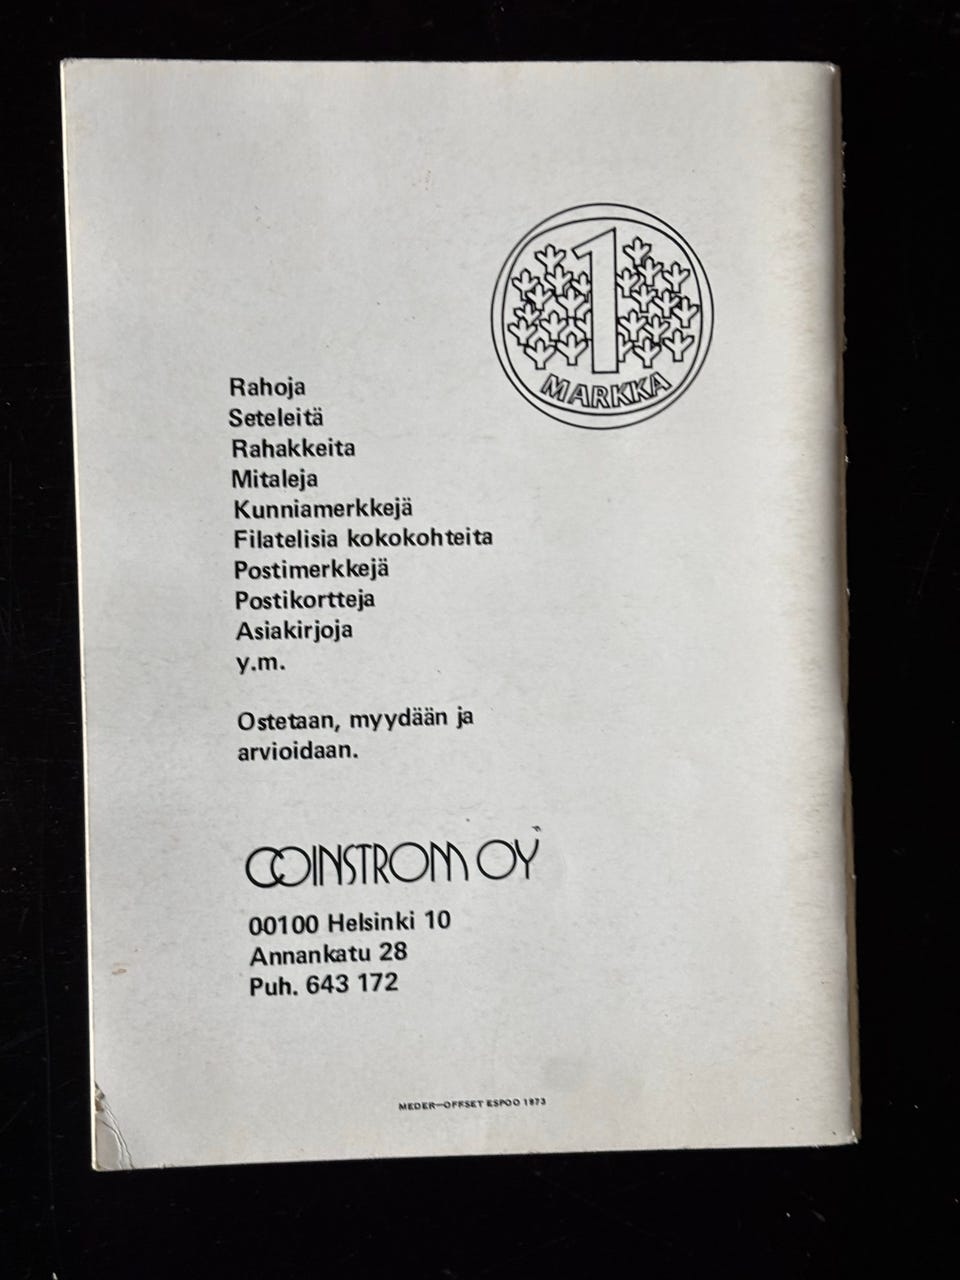 1
MARKKA
Rahoja
Seteleitä
Rahakkeita
Mitaleja
Kunniamerkkejä
Filatelisia kokokohteita
Postimerkkejä
Postikortteja
Asiakirjoja
y.m.
Ostetaan, myydään ja
arvioidaan.
COINSTROM OY
00100 Helsinki 10
Annankatu 28
Puh. 643 172
MEDER—OFFSET ESPOO 1973